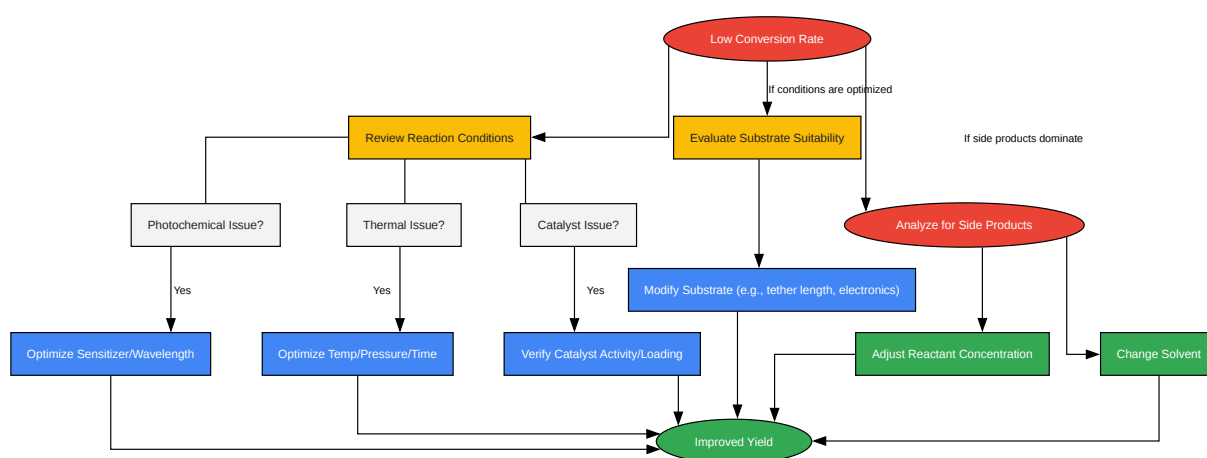 Low Conversion Rate
If conditions are optimized
Review Reaction Conditions
Evaluate Substrate Suitability
If side products dominate
Photochemical Issue?
Thermal Issue?
Catalyst Issue?
Analyze for Side Products
Yes
Yes
Yes
Modify Substrate (e.g., tether length, electronics)
Optimize Sensitizer/Wavelength
Optimize Temp/Pressure/Time
Verify Catalyst Activity/Loading
Adjust Reactant Concentration
Change Solvent
Improved Yield